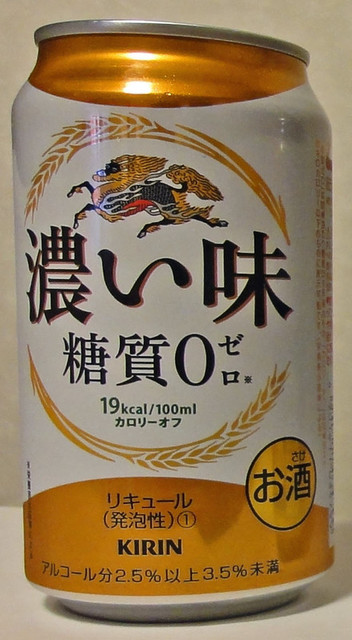 濃い味
糖質0ゼロ※
19kcal/100ml
カロリーオフ
さけ
お酒
リキュール
(発泡性)①
KIRIN
アルコール分2.5%以上3.5%未満